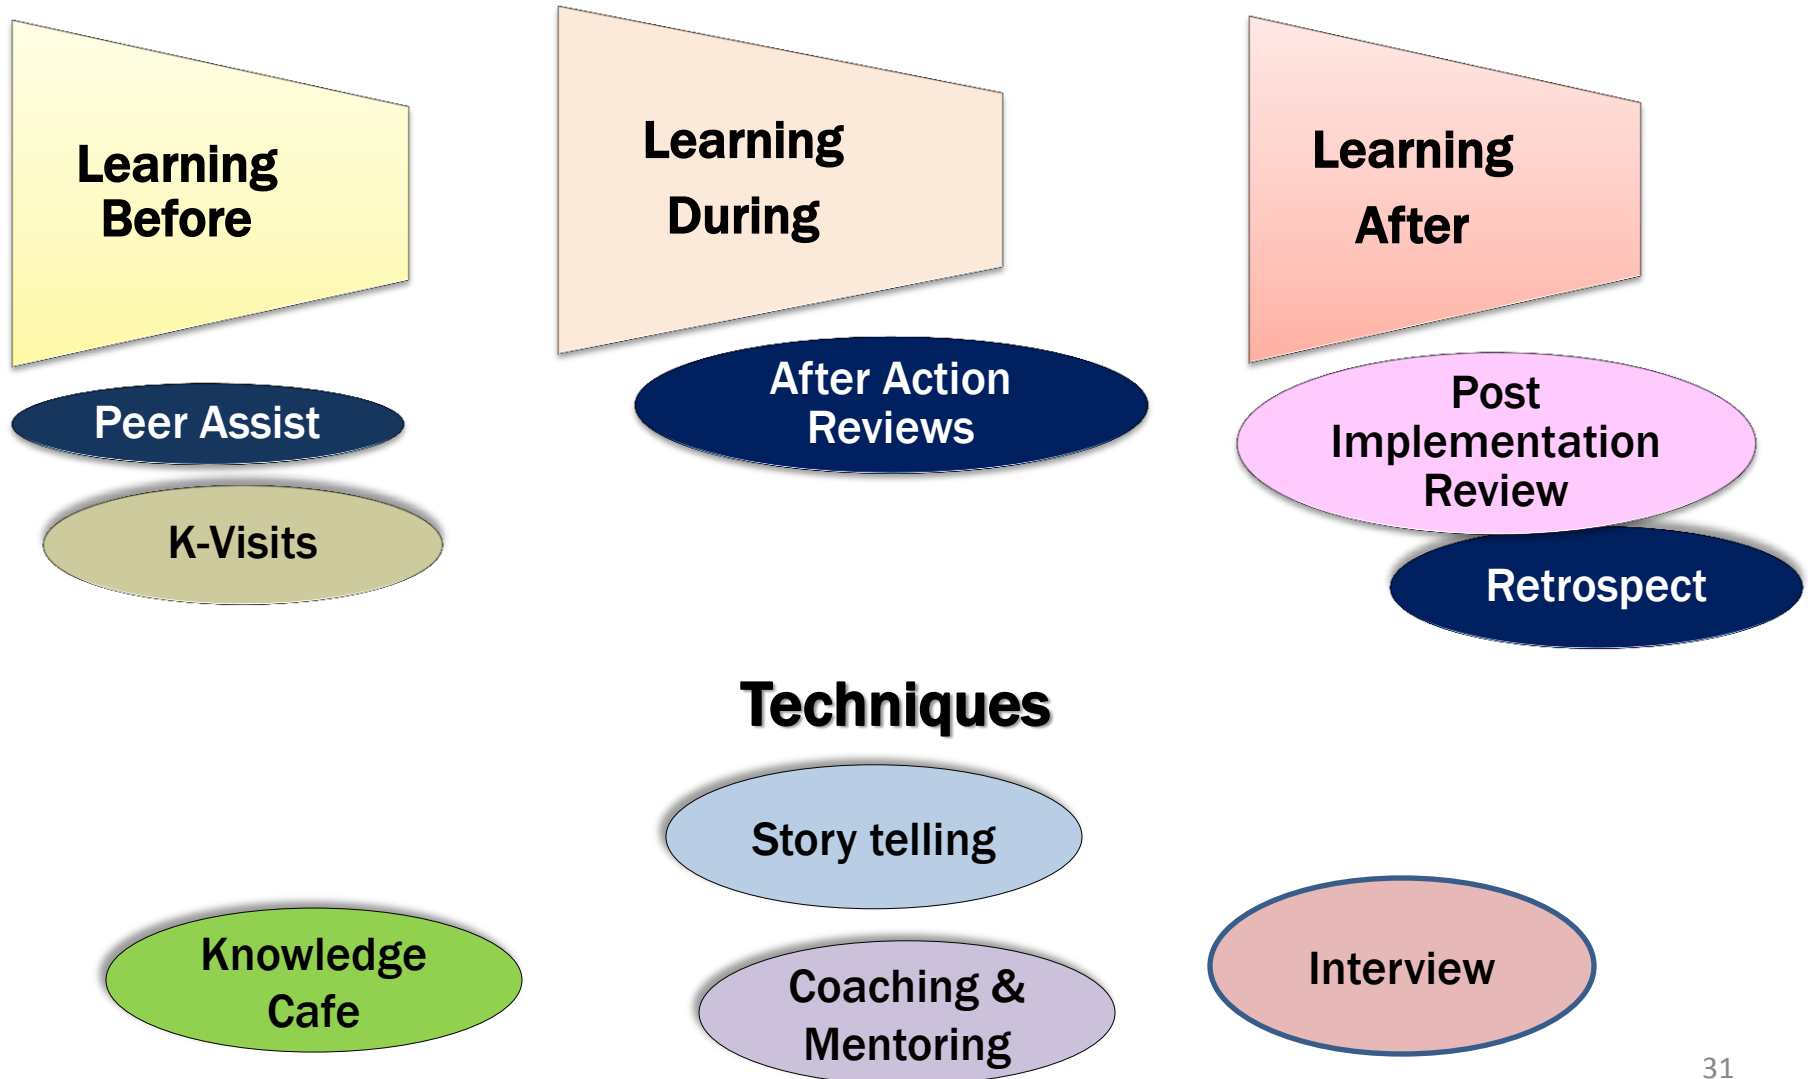 Learning
Before
Learning
During
Learning
After
Peer Assist
K-Visits
After Action
Reviews
Post
Implementation
Review
Retrospect
Techniques
Story telling
Knowledge
Cafe
Coaching &
Mentoring
Interview
31